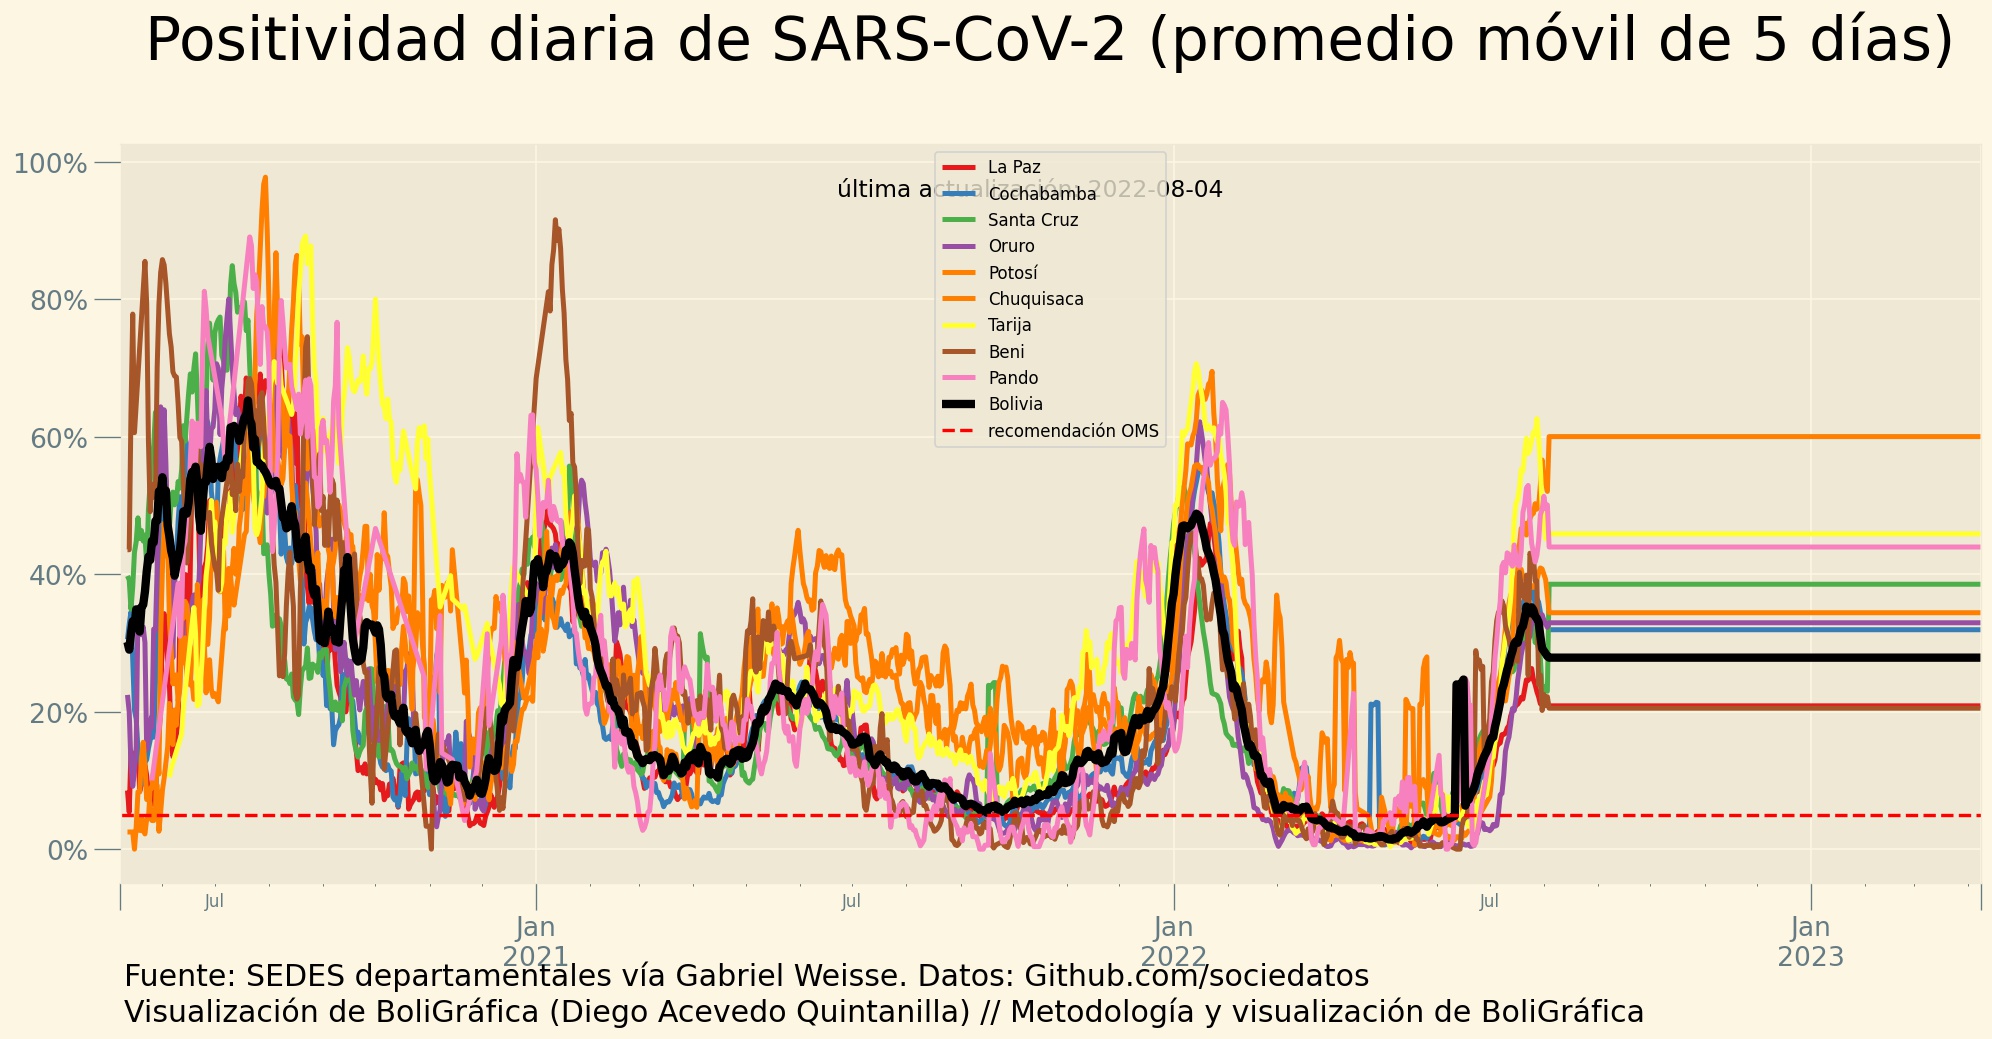 Positividad diaria de SARS-CoV-2 (promedio móvil de 5 días)
100%
80%
60%
40%
20%
0%
última actualización: 2022-08-04
La Paz
Cochabamba
Santa Cruz
Oruro
Potosí
Chuquisaca
Tarija
Beni
Pando
Bolivia
recomendación OMS
Jul
Jul
Jul
Jan
2021
Jan
2022
Jan
2023
Fuente: SEDES departamentales vía Gabriel Weisse. Datos: Github.com/sociedatos
Visualización de BoliGráfica (Diego Acevedo Quintanilla) // Metodología y visualización de BoliGráfica